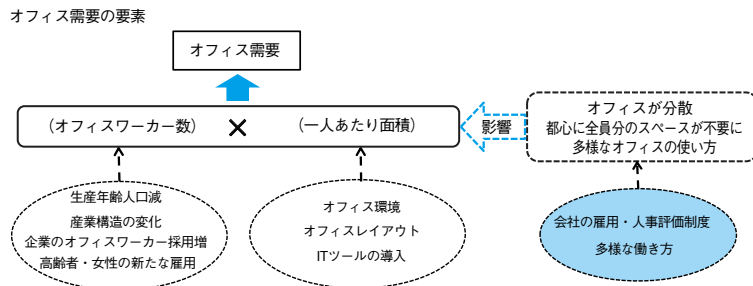 オフィス需要の要素
オフィス需要
(オフィスワーカー数) × (一人あたり面積)
影響
オフィスが分散
都心に全員分のスペースが不要に
多様なオフィスの使い方
生産年齢人口減
産業構造の変化
企業のオフィスワーカー採用増
高齢者・女性の新たな雇用
オフィス環境
オフィスレイアウト
ITツールの導入
会社の雇用・人事評価制度
多様な働き方